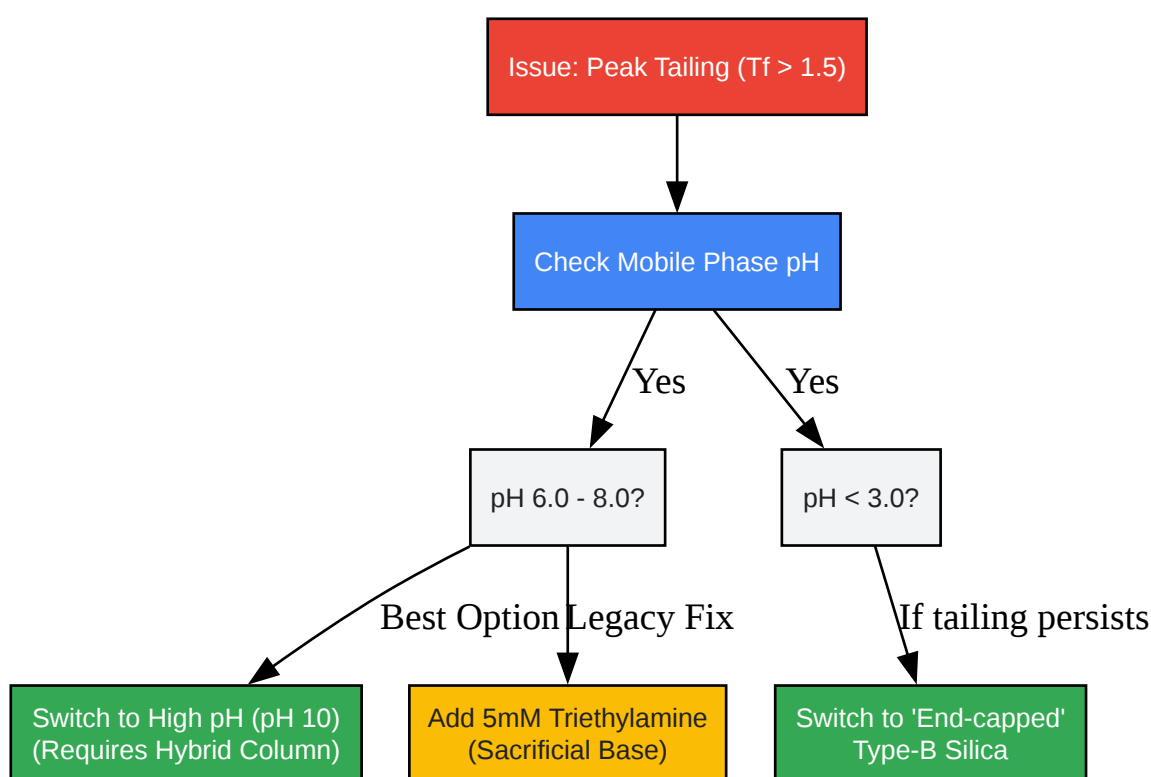 Issue: Peak Tailing (Tf > 1.5)
Check Mobile Phase pH
Yes
Yes
pH 6.0 - 8.0?
pH < 3.0?
Best Option
Legacy Fix
If tailing persists
Switch to High pH (pH 10)
(Requires Hybrid Column)
Add 5mM Triethylamine
(Sacrificial Base)
Switch to 'End-capped'
Type-B Silica